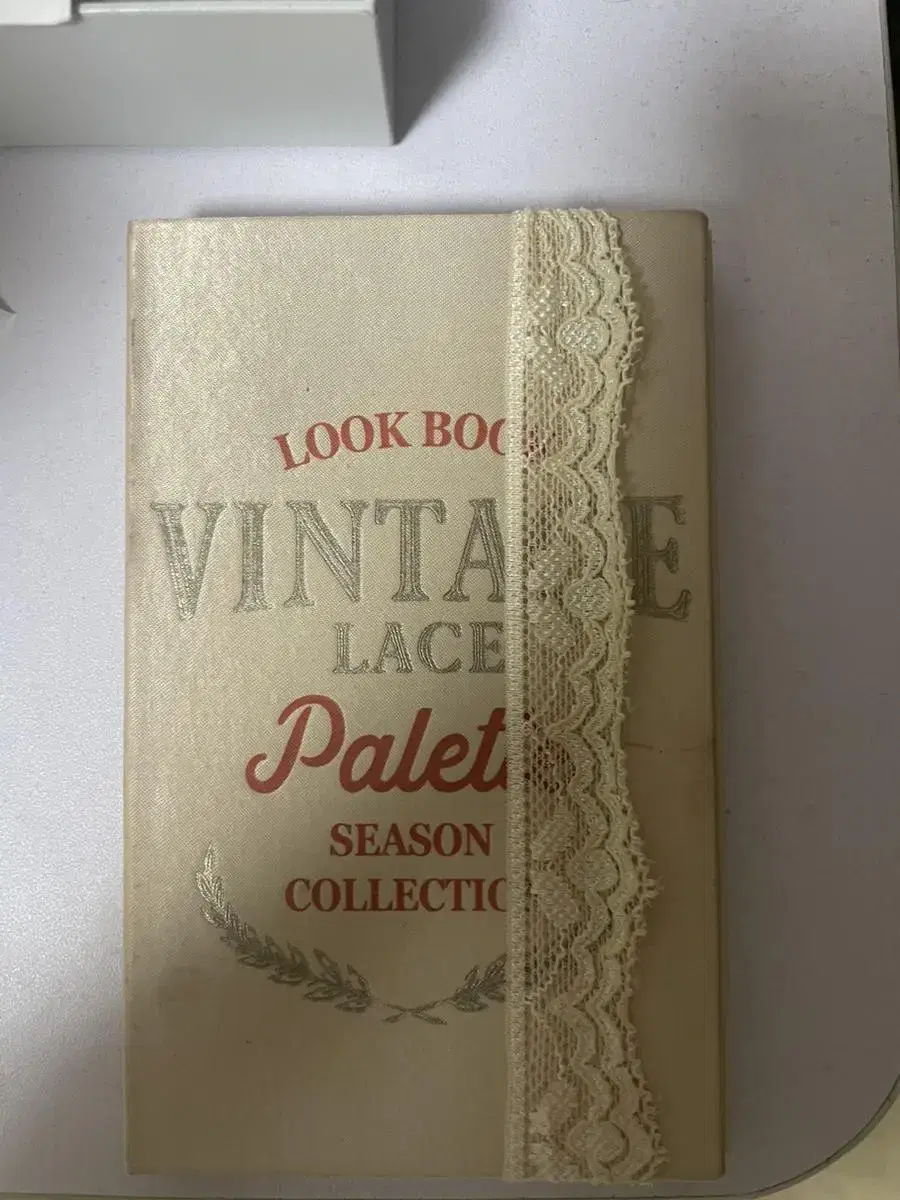 LOOK BOO
VINTA E
LACE
Palet
SEASON
COLLECTIO